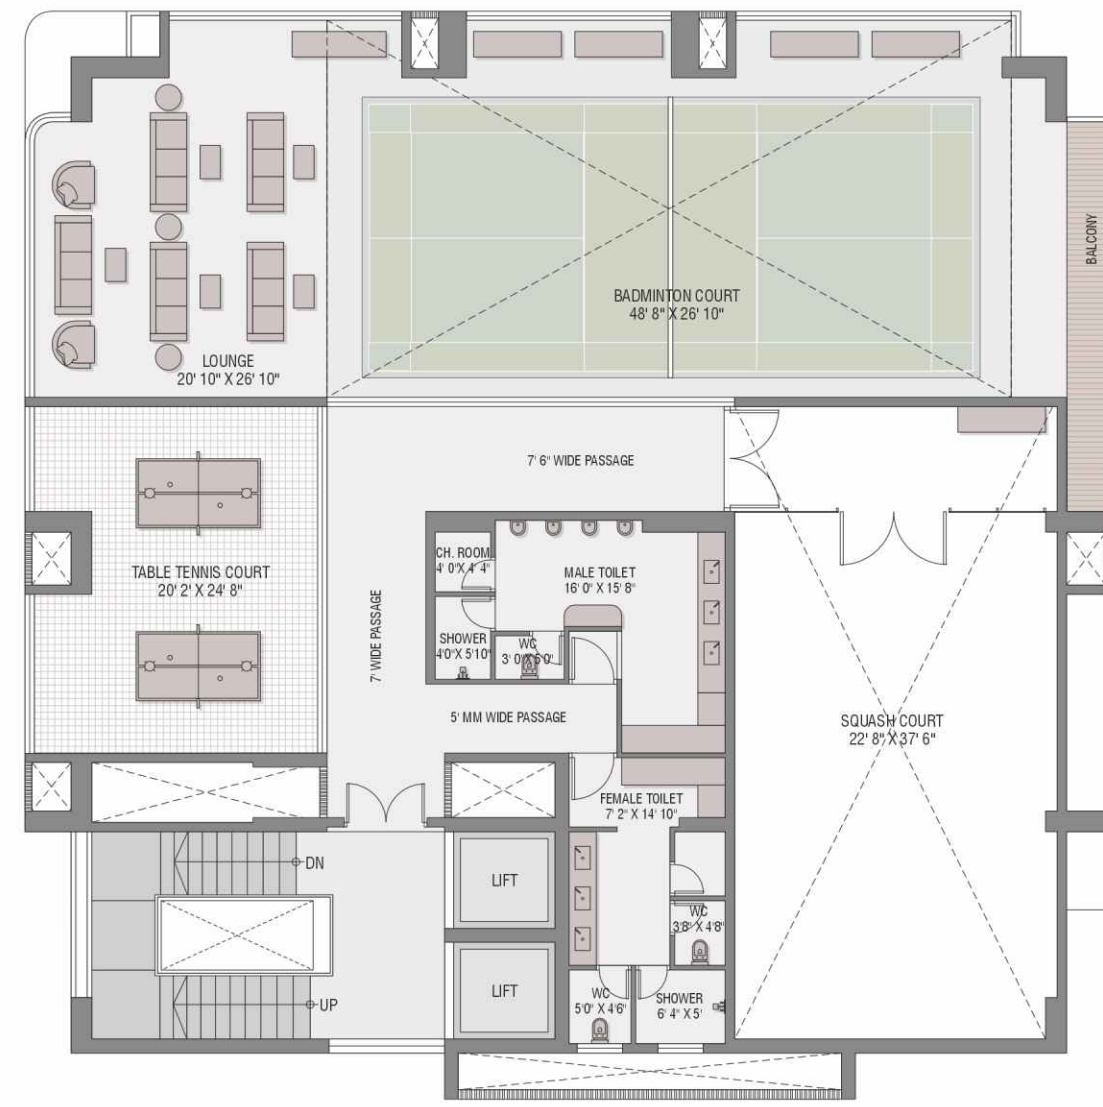 BALCONY
BADMINTON COURT
48' 8" X 26' 10"
LOUNGE
20' 10" X 26' 10"
7' 6" WIDE PASSAGE
TABLE TENNIS COURT
20' 2' X 24' 8"
7' WIDE PASSAGE
CH. ROOM
4' 0"X 4' 4"
MALE TOILET
16' 0" X 15' 8"
SHOWER
4'0"X 5'10"
WC
3' 0"X5'0"
5' MM WIDE PASSAGE
SQUASH COURT
22' 8" X 37' 6"
FEMALE TOILET
7' 2" X 14' 10"
DN
LIFT
WC
3'8" X 4'8"
LIFT
UP
WC
5'0" X 4'6"
SHOWER
6' 4" X 5'